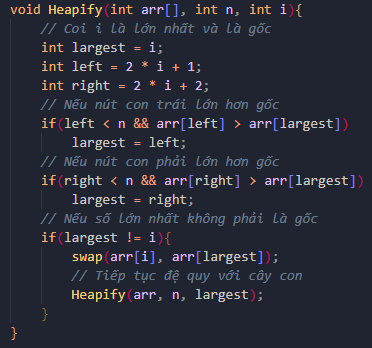 void Heapify(int arr[], int n, int i){
    // Coi i là lớn nhất và là gốc
    int largest = i;
    int left = 2 * i + 1;
    int right = 2 * i + 2;
    // Nếu nút con trái lớn hơn gốc
    if(left < n && arr[left] > arr[largest])
        largest = left;
    // Nếu nút con phải lớn hơn gốc
    if(right < n && arr[right] > arr[largest])
        largest = right;
    // Nếu số lớn nhất không phải là gốc
    if(largest != i){
        swap(arr[i], arr[largest]);
        // Tiếp tục đệ quy với cây con
        Heapify(arr, n, largest);
    }
}